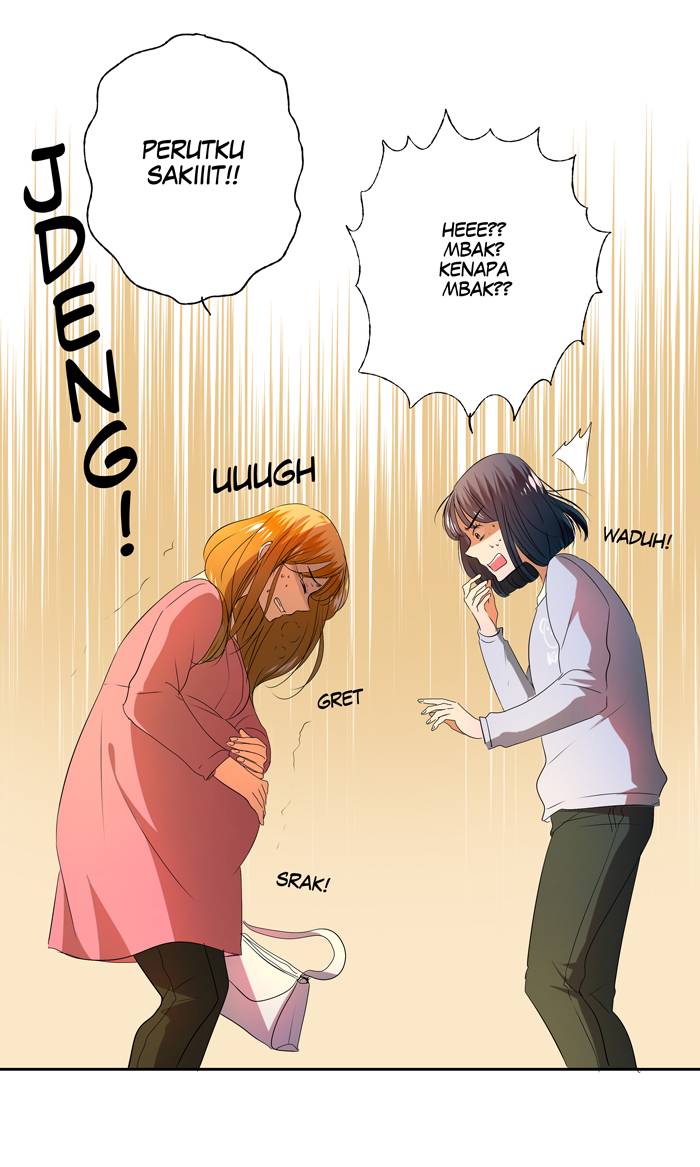 PERUTKU
SAKIIIT!!
JDENG!
HEEE??
MBAK?
KENAPA
MBAK??
UUUGH
WADUH!
GRET
SRAK!